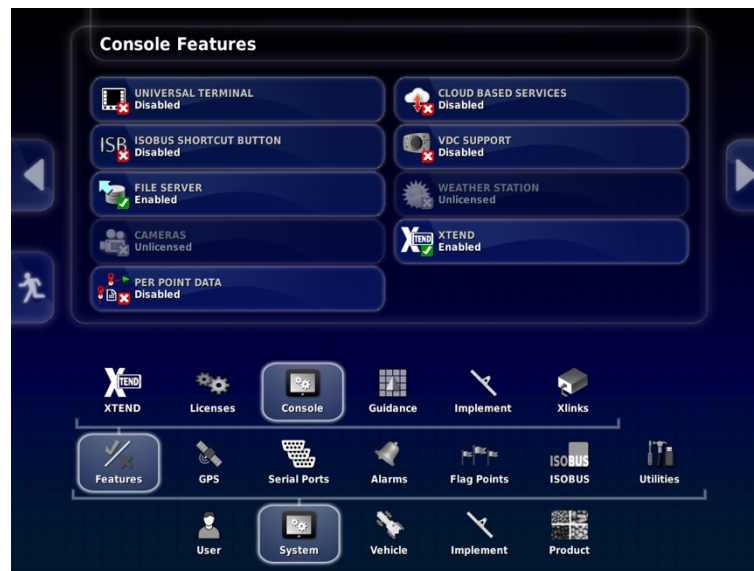 Console Features
UNIVERSAL TERMINAL
Disabled
CLOUD BASED SERVICES
Disabled
ISB
ISOBUS SHORTCUT BUTTON
Disabled
VDC SUPPORT
Disabled
FILE SERVER
Enabled
WEATHER STATION
Unlicensed
CAMERAS
Unlicensed
XTEND
XTEND
Enabled
PER POINT DATA
Disabled
XTEND
XTEND
Licenses
Console
Guidance
Implement
Xlinks
Features
GPS
Serial Ports
Alarms
Flag Points
ISOBUS
ISOBUS
Utilities
User
System
Vehicle
Implement
Product